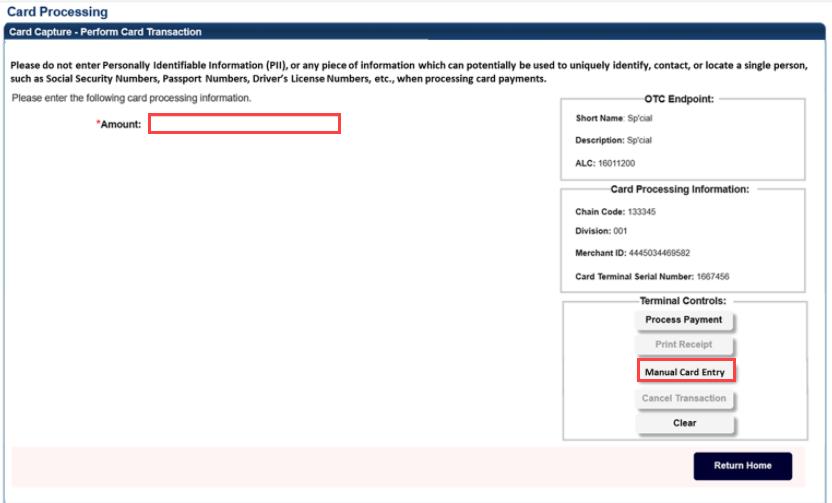 Card Processing
Card Capture - Perform Card Transaction
Please do not enter Personally Identifiable Information (PII), or any piece of information which can potentially be used to uniquely identify, contact, or locate a single person,
such as Social Security Numbers, Passport Numbers, Driver's License Numbers, etc., when processing card payments.
Please enter the following card processing information.
*Amount:
OTC Endpoint:
Short Name: Sp'cial
Description: Sp'cial
ALC: 16011200
Card Processing Information:
Chain Code: 133345
Division: 001
Merchant ID: 4445034469582
Card Terminal Serial Number: 1667456
Terminal Controls:
Process Payment
Print Receipt
Manual Card Entry
Cancel Transaction
Clear
Return Home